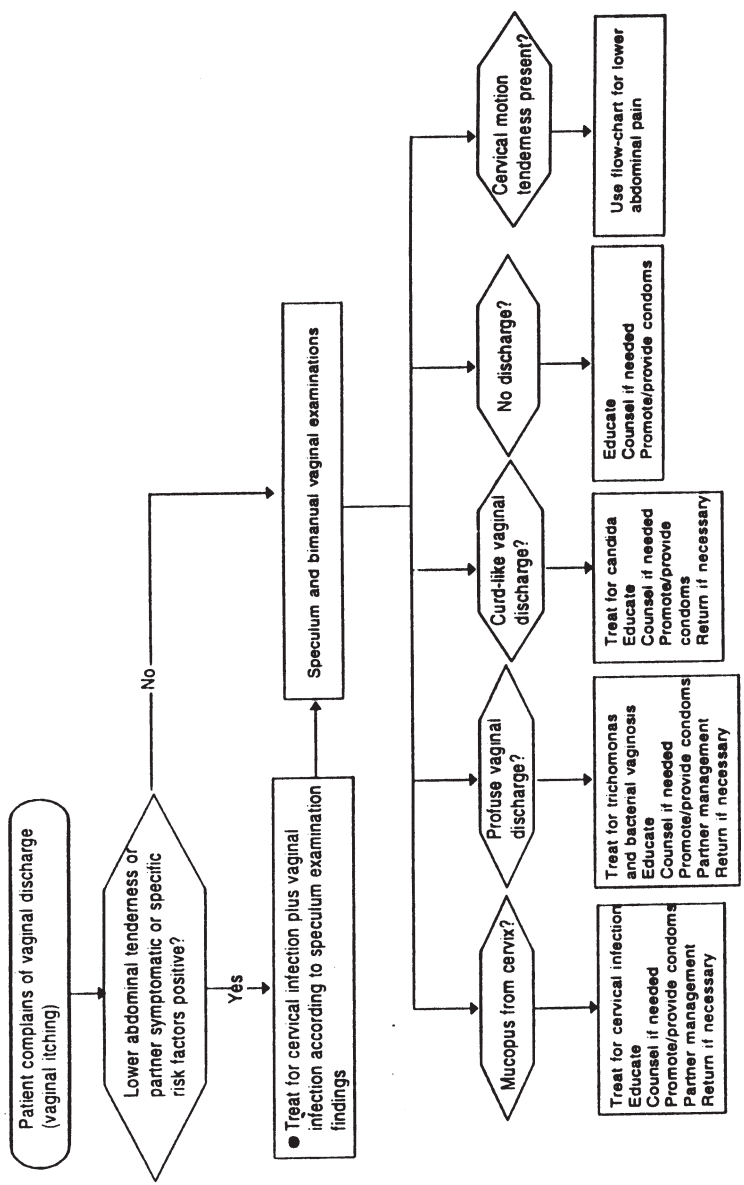 Patient complains of vaginal discharge
(vaginal itching)
Lower abdominal tenderness or
partner symptomatic or specific
risk factors positive?
No
Yes
● Treat for cervical infection plus vaginal
infection according to speculum examination
findings
Speculum and bimanual vaginal examinations
Mucopus from cervix?
Profuse vaginal
discharge?
Curd-like vaginal
discharge?
No discharge?
Cervical motion
tenderness present?
Treat for cervical infection
Educate
Counsel if needed
Promote/provide condoms
Partner management
Return if necessary
Treat for trichomonas
and bacterial vaginosis
Educate
Counsel if needed
Promote/provide condoms
Partner management
Return if necessary
Treat for candida
Educate
Counsel if needed
Promote/provide
condoms
Return if necessary
Educate
Counsel if needed
Promote/provide condoms
Use flow-chart for lower
abdominal pain